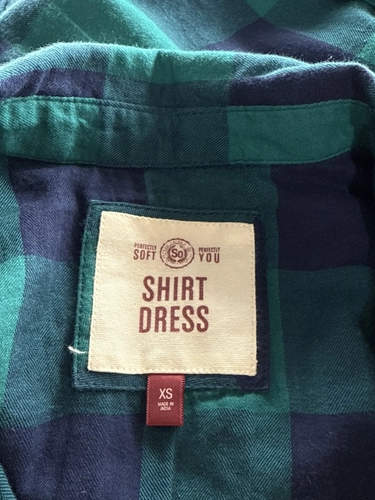 PERFECTLY SOFT So PERFECTLY YOU
SHIRT
DRESS
XS
MADE IN
INDIA